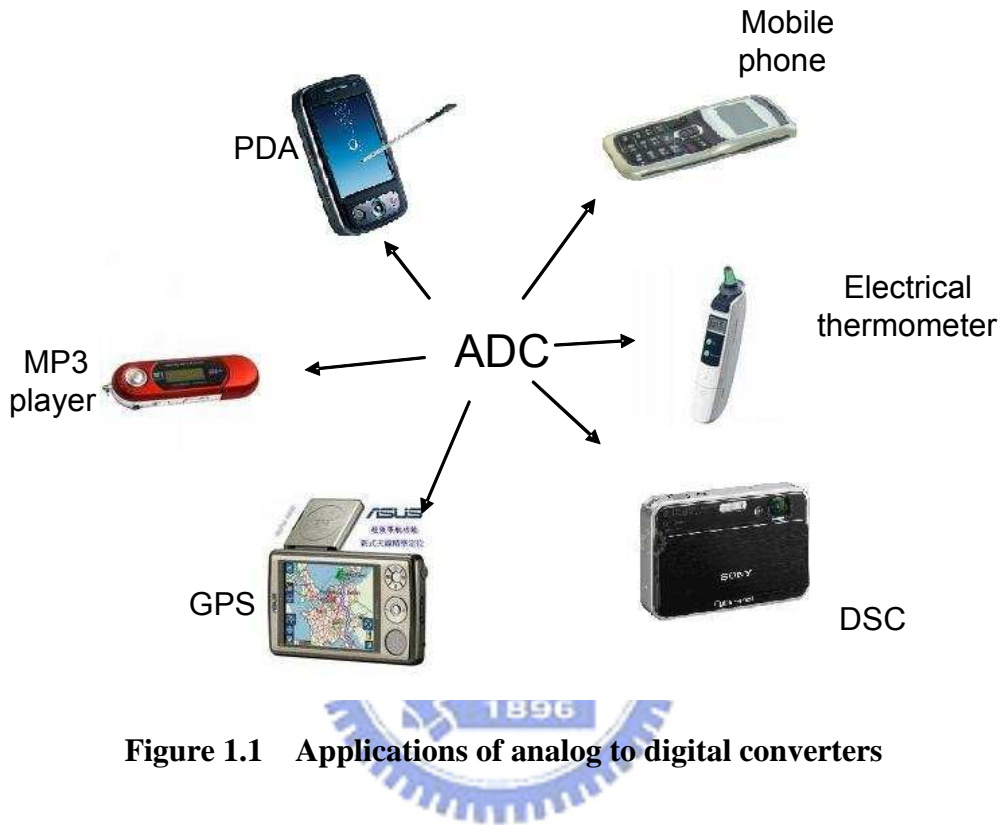 Mobile
phone
PDA
Electrical
thermometer
ADC
MP3
player
ASUS
GPS
SONY
DSC
1896
Figure 1.1 Applications of analog to digital converters